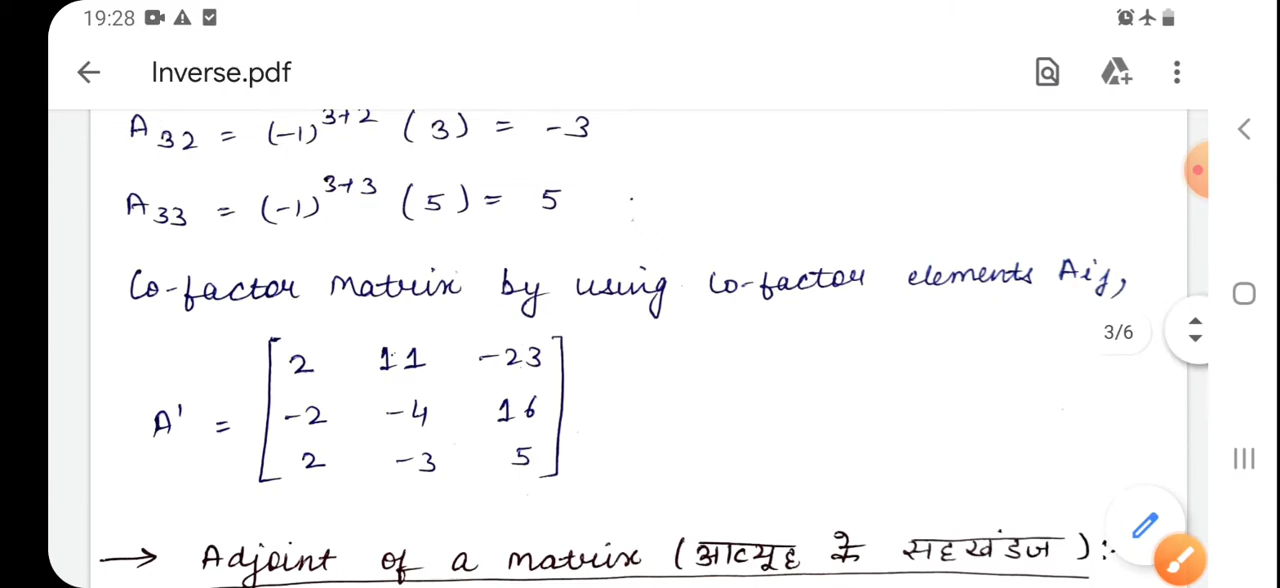 19:28
Inverse.pdf
A32 = (-1)^3+2 (3) = -3
A33 = (-1)^3+3 (5) = 5
Co-factor Matrix by using co-factor elements Aij,
3/6
A' = [ 2 11 -23
-2 -4 16
2 -3 5 ]
→ Adjoint of a matrix (आव्यूह के सहखंडज) :-